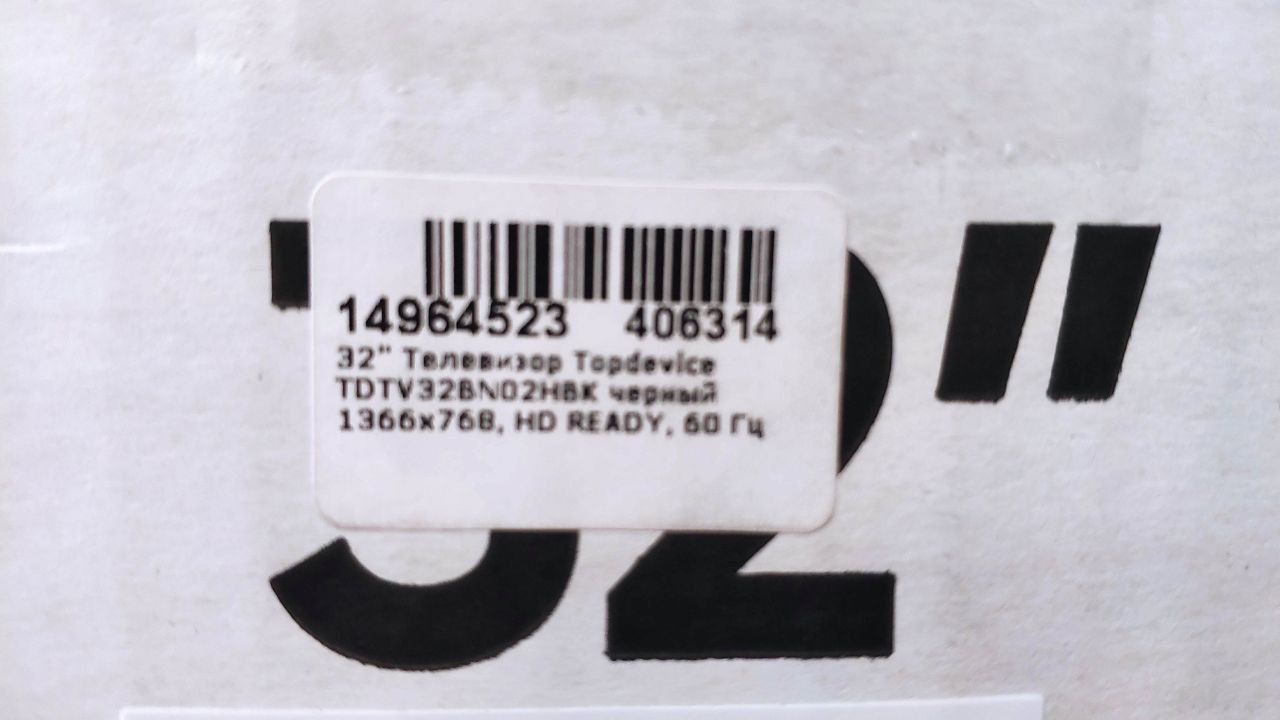 14964523 406314
32" Телевизор Topdevice
TDTV32BN02HBK черный
1366x768, HD READY, 60 Гц
32"